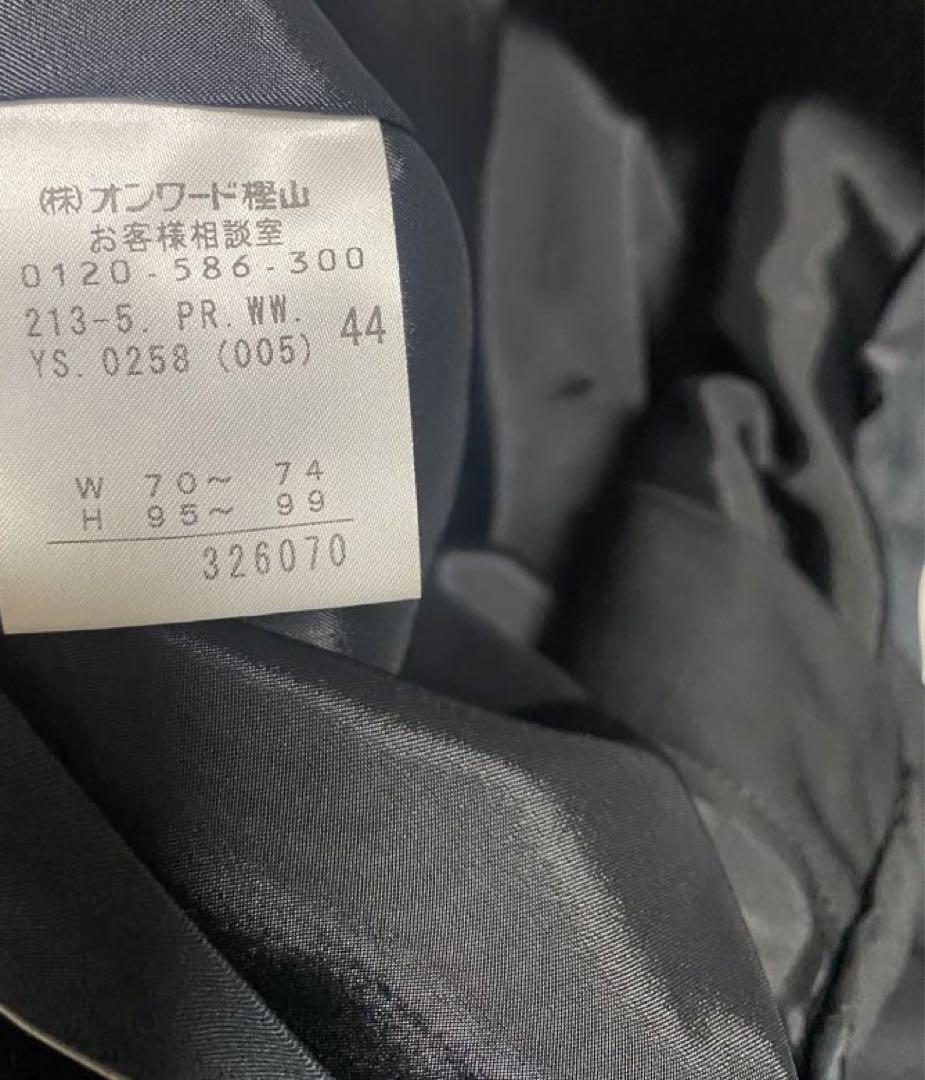 (株)オンワード樫山
お客様相談室
0120-586-300
213-5. PR. WW. 44
YS. 0258 (005)
W 70~ 74
H 95~ 99
326070